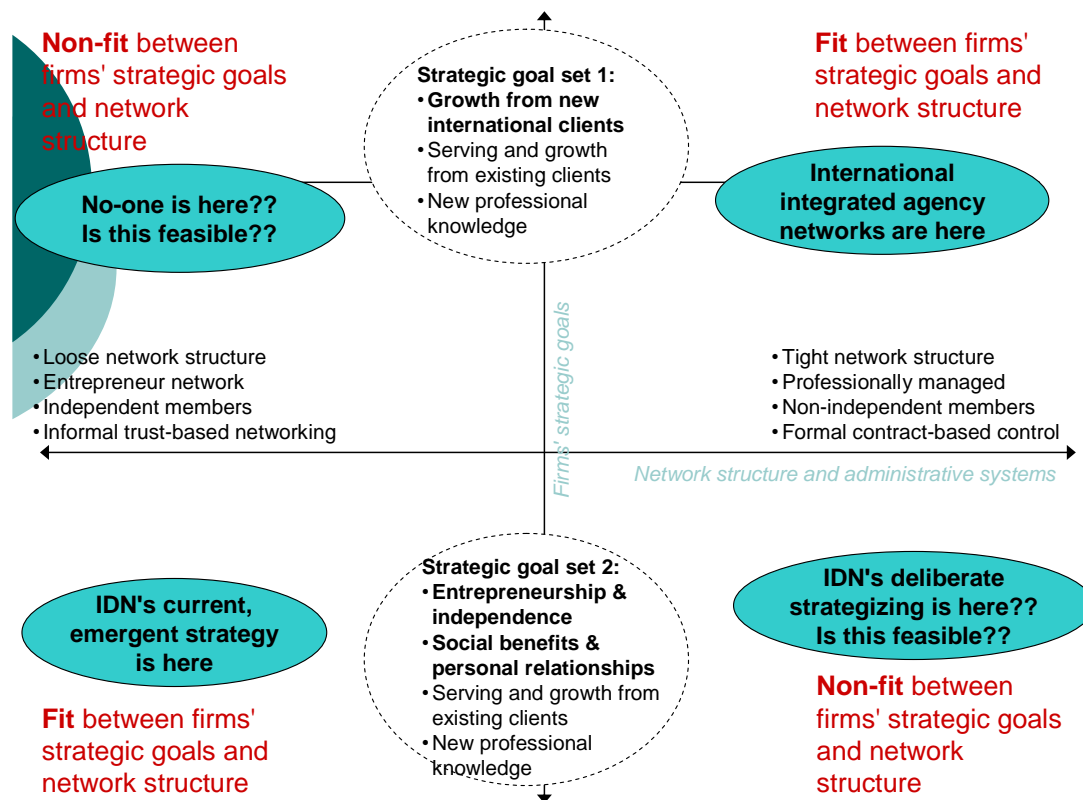 Non-fit between
firms' strategic goals
and network
structure
Strategic goal set 1:
• Growth from new
international clients
• Serving and growth
from existing clients
• New professional
knowledge
Fit between firms'
strategic goals and
network structure
No-one is here??
Is this feasible??
International
integrated agency
networks are here
Firms' strategic goals
• Loose network structure
• Entrepreneur network
• Independent members
• Informal trust-based networking
• Tight network structure
• Professionally managed
• Non-independent members
• Formal contract-based control
Network structure and administrative systems
IDN's current,
emergent strategy
is here
Fit between firms'
strategic goals and
network structure
Strategic goal set 2:
• Entrepreneurship &
independence
• Social benefits &
personal relationships
• Serving and growth from
existing clients
• New professional
knowledge
IDN's deliberate
strategizing is here??
Is this feasible??
Non-fit between
firms' strategic goals
and network
structure